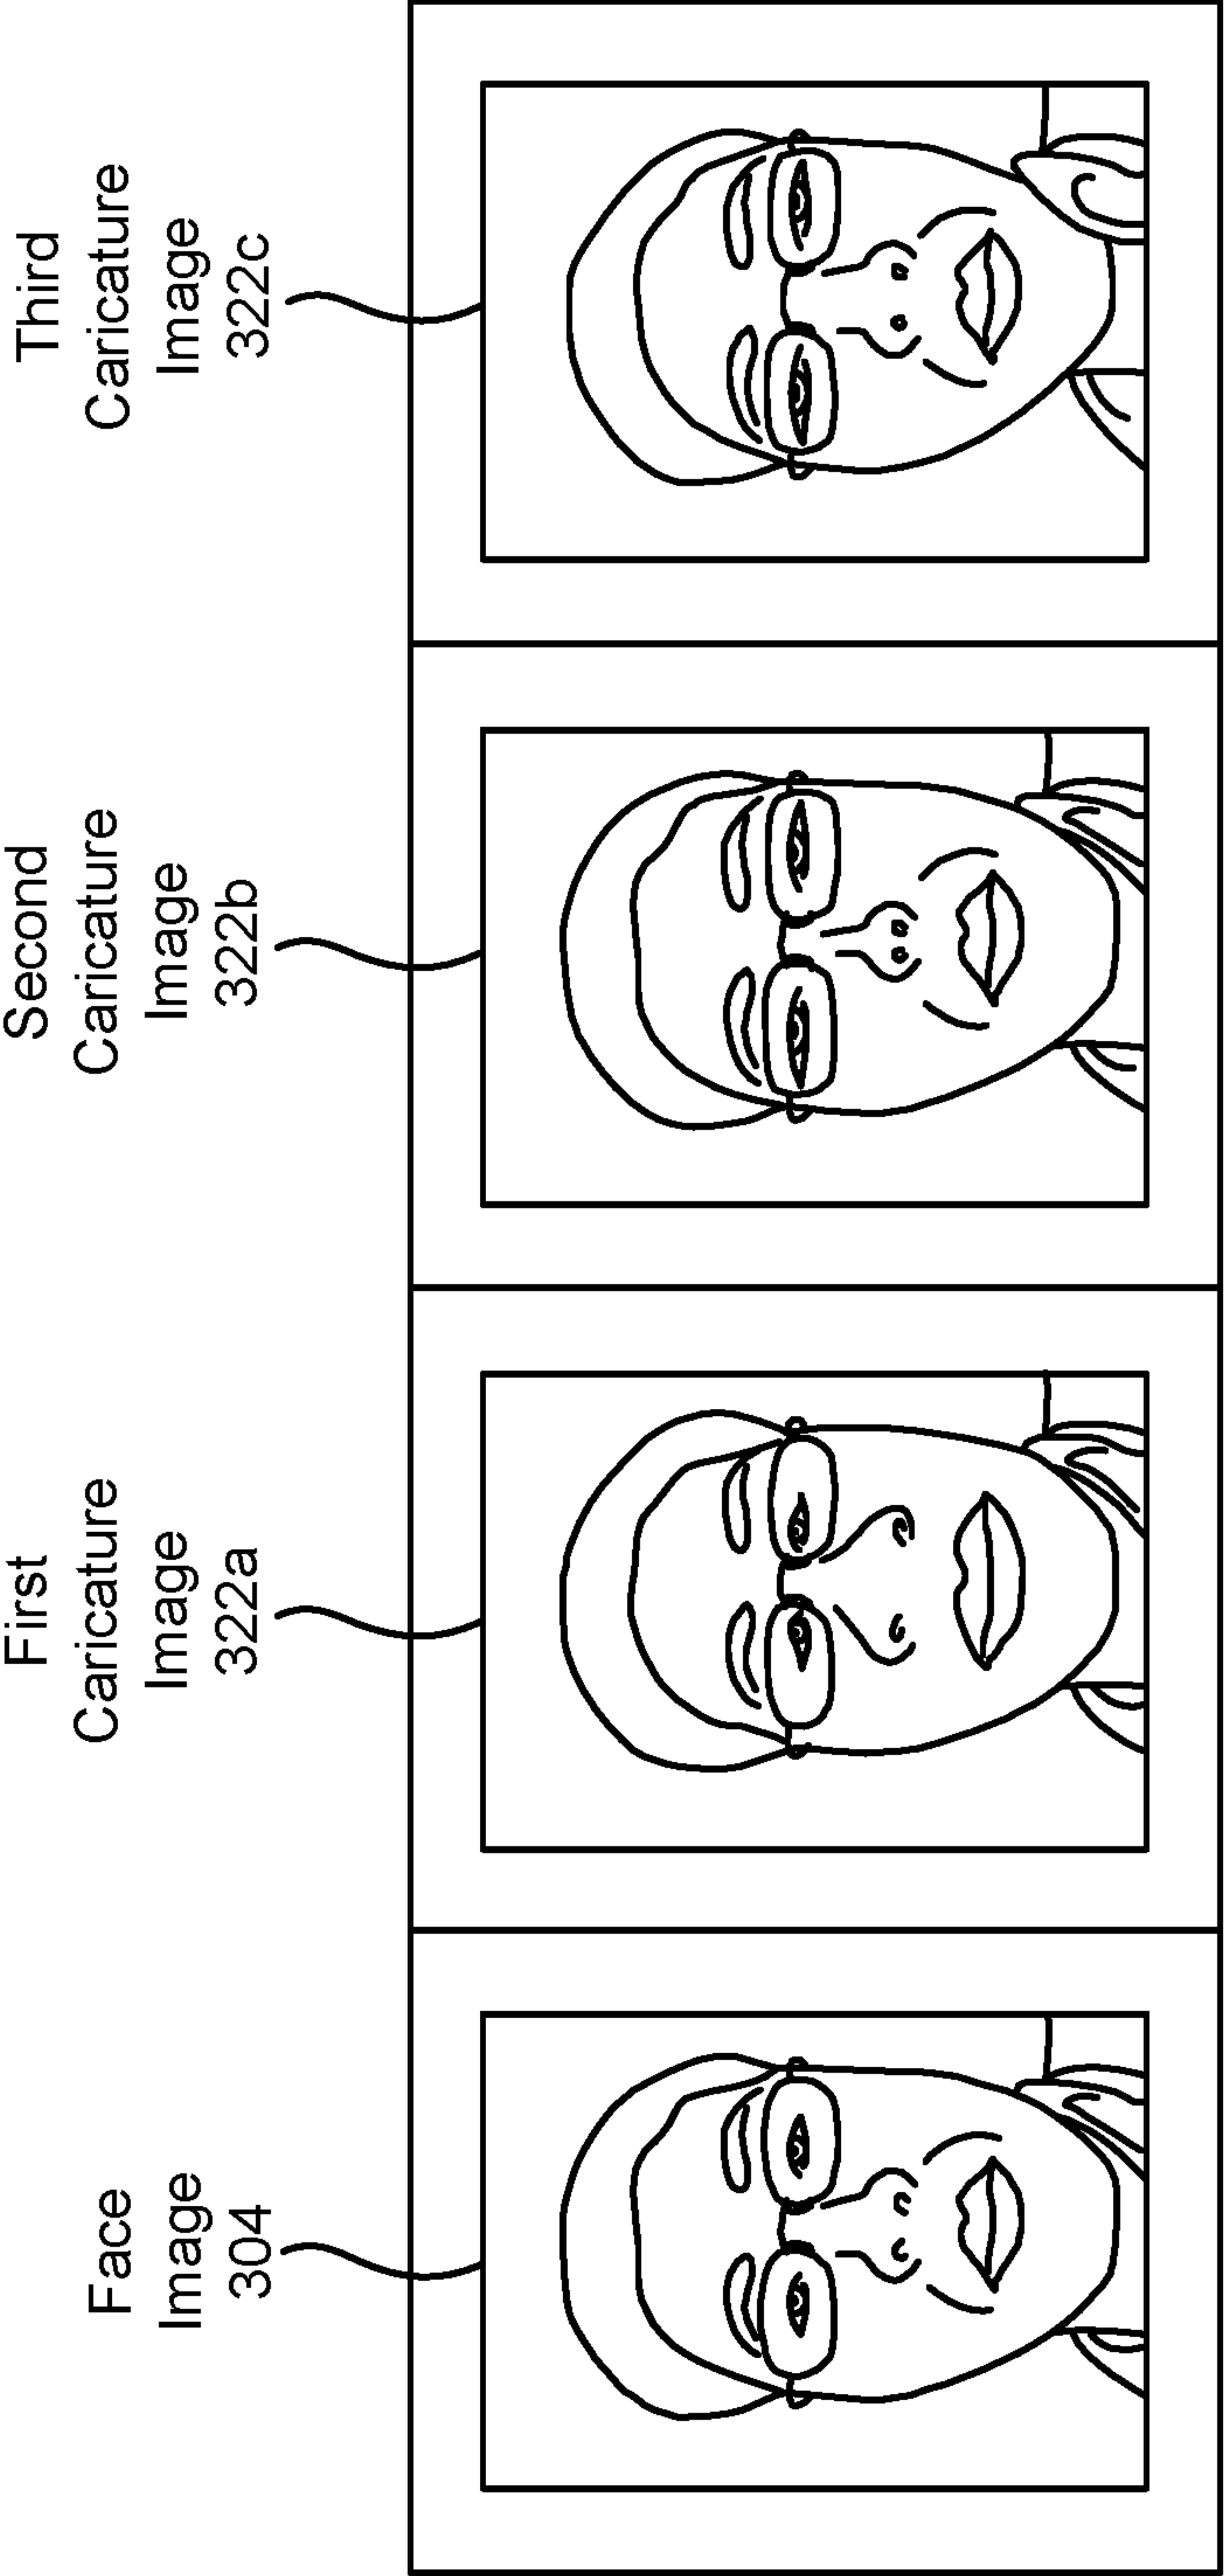 Face
Image
304
First
Caricature
Image
322a
Second
Caricature
Image
322b
Third
Caricature
Image
322c